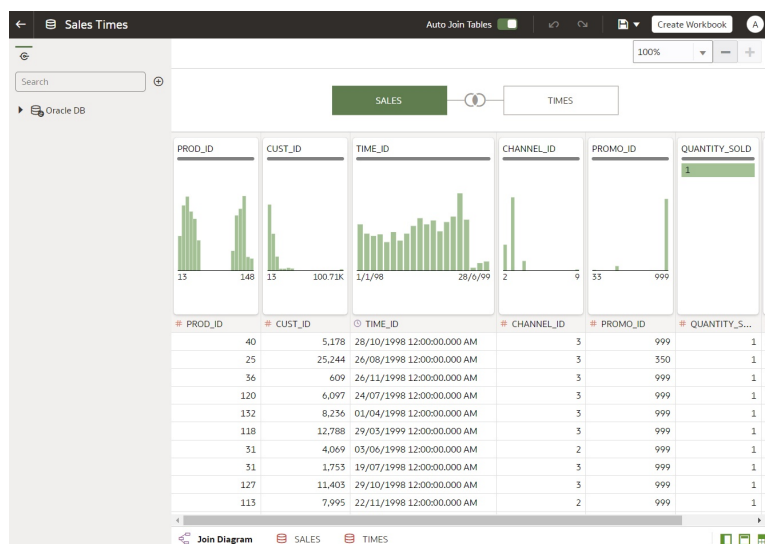 Sales Times Auto Join Tables Create Workbook A
100%
Search
Oracle DB
SALES TIMES
PROD_ID CUST_ID TIME_ID CHANNEL_ID PROMO_ID QUANTITY_SOLD
1
13 148 13 100.71K 1/1/98 28/6/99 2 9 33 999
# PROD_ID # CUST_ID TIME_ID # CHANNEL_ID # PROMO_ID # QUANTITY_S...
40 5,178 28/10/1998 12:00:00.000 AM 3 999 1
25 25,244 26/08/1998 12:00:00.000 AM 3 350 1
36 609 26/11/1998 12:00:00.000 AM 3 999 1
120 6,097 24/07/1998 12:00:00.000 AM 3 999 1
132 8,236 01/04/1998 12:00:00.000 AM 3 999 1
118 12,788 29/03/1999 12:00:00.000 AM 3 999 1
31 4,069 03/06/1998 12:00:00.000 AM 2 999 1
31 1,753 19/07/1998 12:00:00.000 AM 3 999 1
127 11,403 29/10/1998 12:00:00.000 AM 3 999 1
113 7,995 22/11/1998 12:00:00.000 AM 2 999 1
Join Diagram SALES TIMES